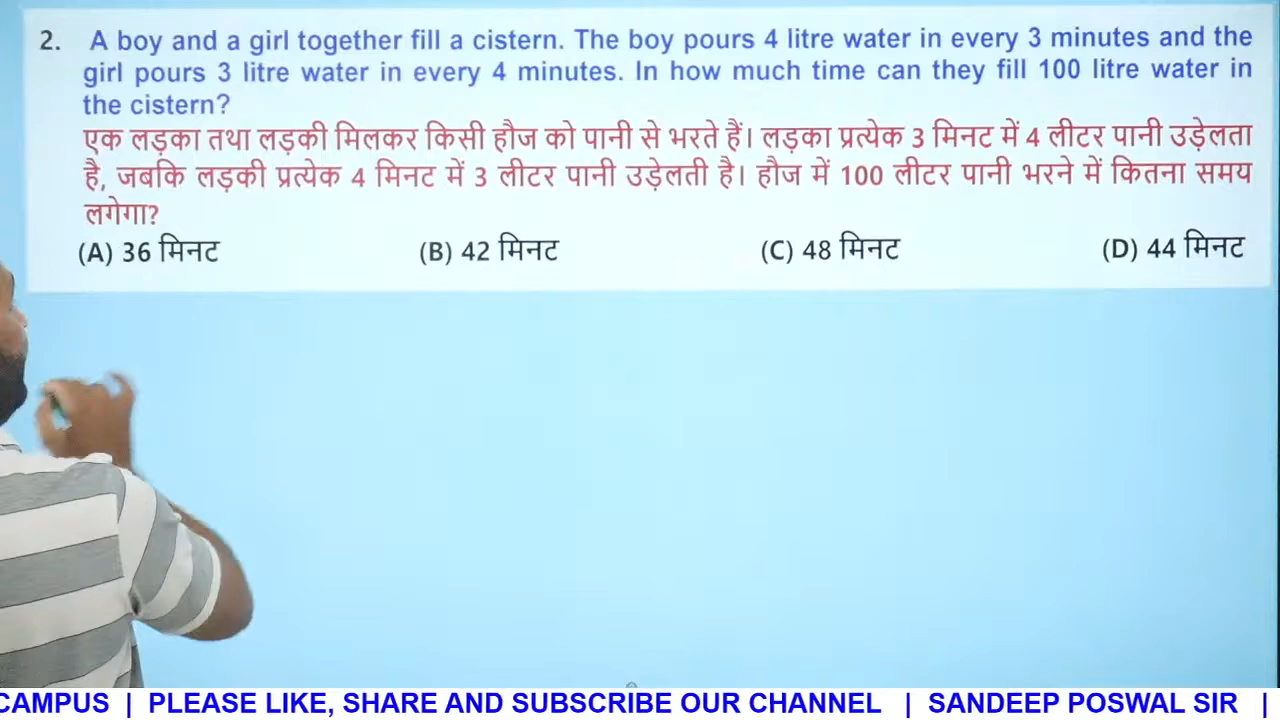 2. A boy and a girl together fill a cistern. The boy pours 4 litre water in every 3 minutes and the
girl pours 3 litre water in every 4 minutes. In how much time can they fill 100 litre water in
the cistern?
एक लड़का तथा लड़की मिलकर किसी हौज को पानी से भरते हैं। लड़का प्रत्येक 3 मिनट में 4 लीटर पानी उड़ेलता
है, जबकि लड़की प्रत्येक 4 मिनट में 3 लीटर पानी उड़ेलती है। हौज में 100 लीटर पानी भरने में कितना समय
लगेगा?
(A) 36 मिनट (B) 42 मिनट (C) 48 मिनट (D) 44 मिनट
CAMPUS | PLEASE LIKE, SHARE AND SUBSCRIBE OUR CHANNEL | SANDEEP POSWAL SIR |